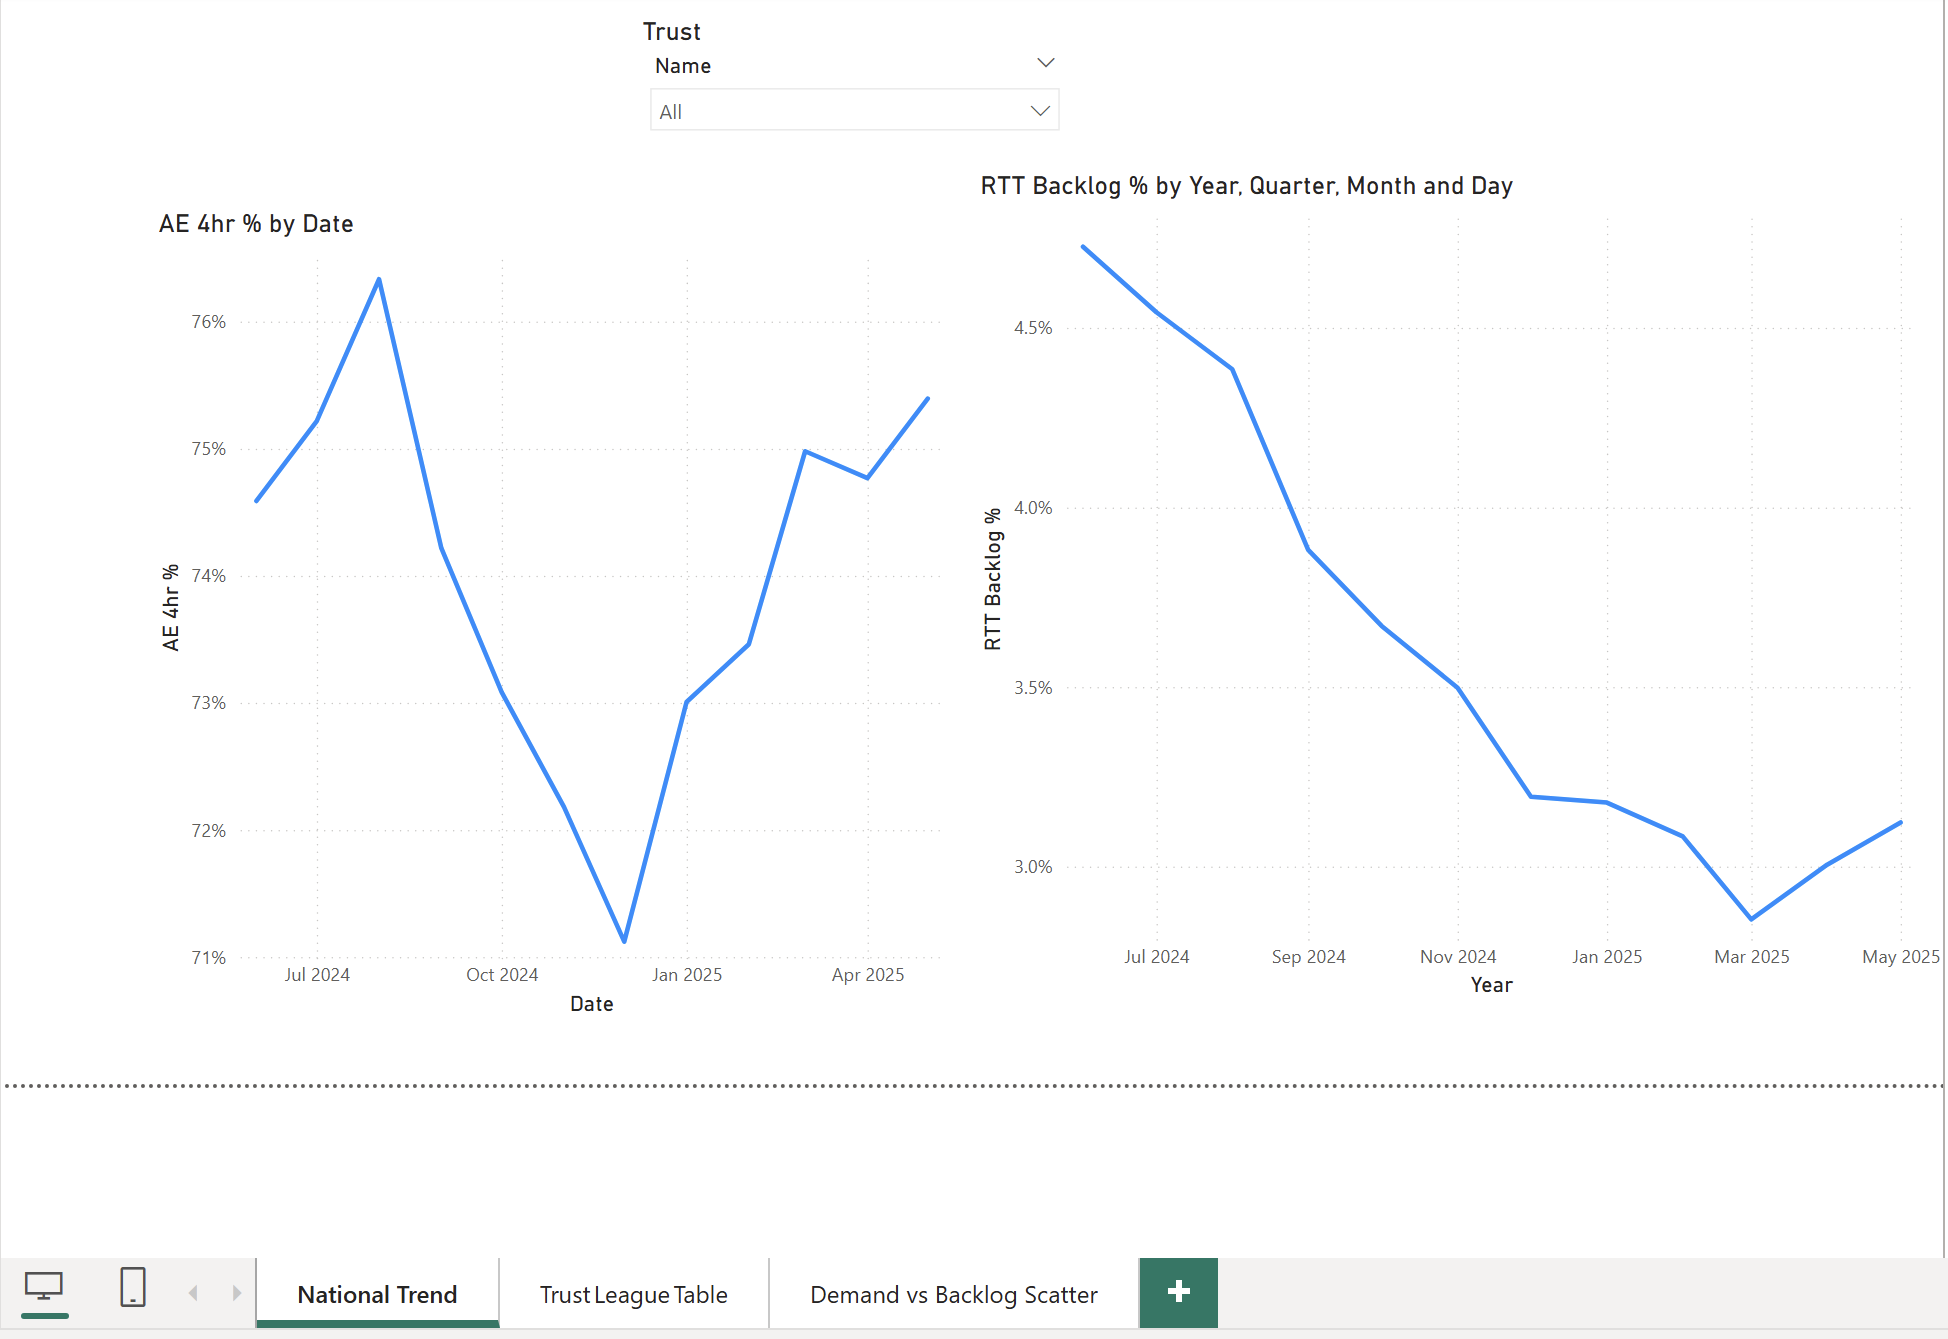 Trust
Name
All
AE 4hr % by Date
76%
75%
74%
73%
72%
71%
AE 4hr %
Jul 2024
Oct 2024
Jan 2025
Apr 2025
Date
RTT Backlog % by Year, Quarter, Month and Day
4.5%
4.0%
3.5%
3.0%
RTT Backlog %
Jul 2024
Sep 2024
Nov 2024
Jan 2025
Mar 2025
May 2025
Year
National Trend
Trust League Table
Demand vs Backlog Scatter